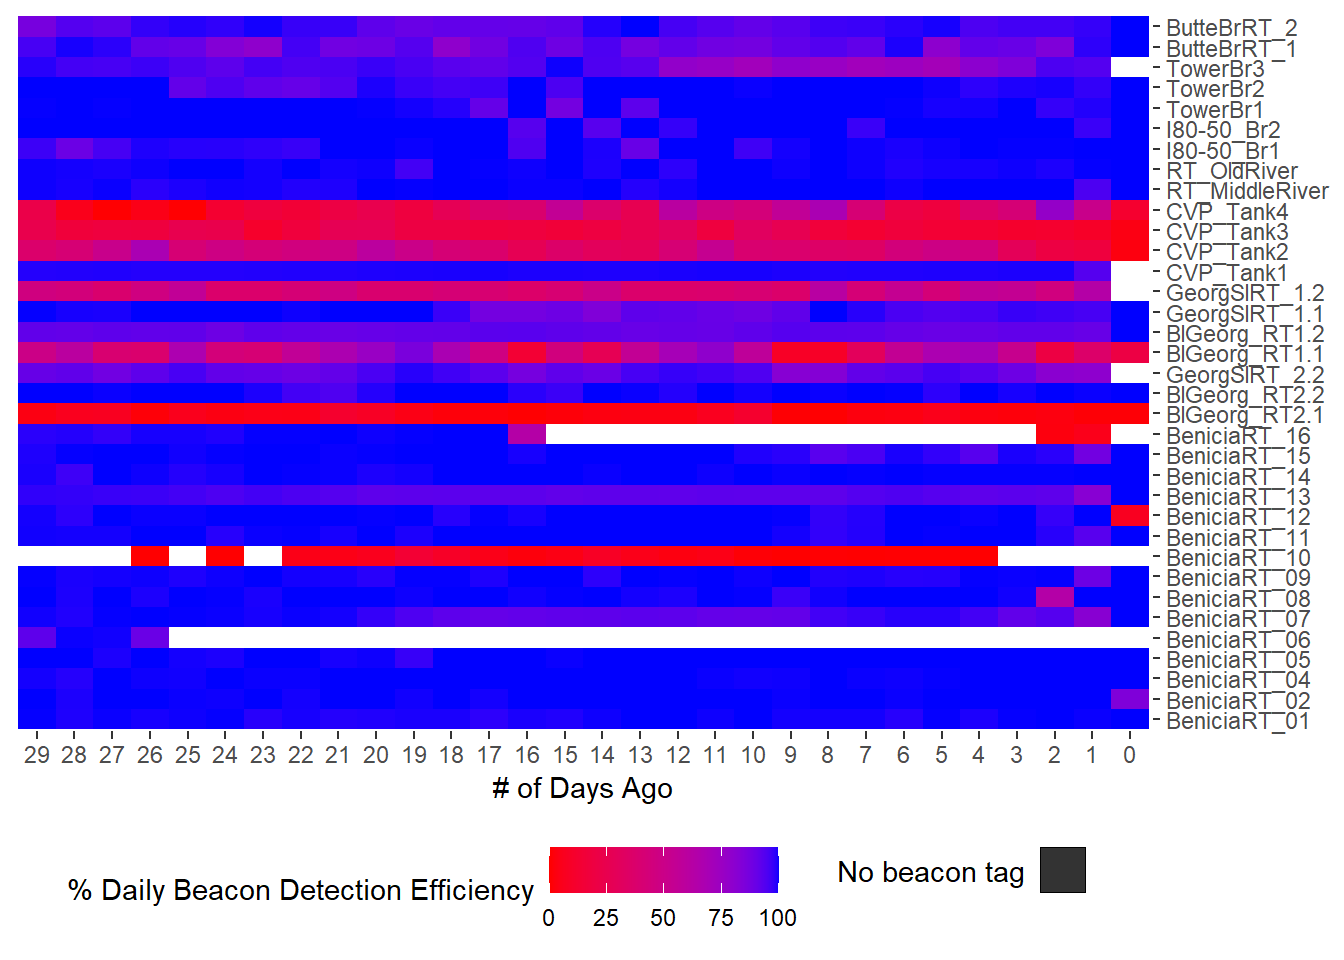 ButteBrRT_2
ButteBrRT_1
TowerBr3
TowerBr2
TowerBr1
I80-50_Br2
I80-50_Br1
RT_OldRiver
RT_MiddleRiver
CVP_Tank4
CVP_Tank3
CVP_Tank2
CVP_Tank1
GeorgSlRT_1.2
GeorgSlRT_1.1
BlGeorg_RT1.2
BlGeorg_RT1.1
GeorgSlRT_2.2
BlGeorg_RT2.2
BlGeorg_RT2.1
BeniciaRT_16
BeniciaRT_15
BeniciaRT_14
BeniciaRT_13
BeniciaRT_12
BeniciaRT_11
BeniciaRT_10
BeniciaRT_09
BeniciaRT_08
BeniciaRT_07
BeniciaRT_06
BeniciaRT_05
BeniciaRT_04
BeniciaRT_02
BeniciaRT_01
29 28 27 26 25 24 23 22 21 20 19 18 17 16 15 14 13 12 11 10 9 8 7 6 5 4 3 2 1 0
# of Days Ago
% Daily Beacon Detection Efficiency
0 25 50 75 100
No beacon tag